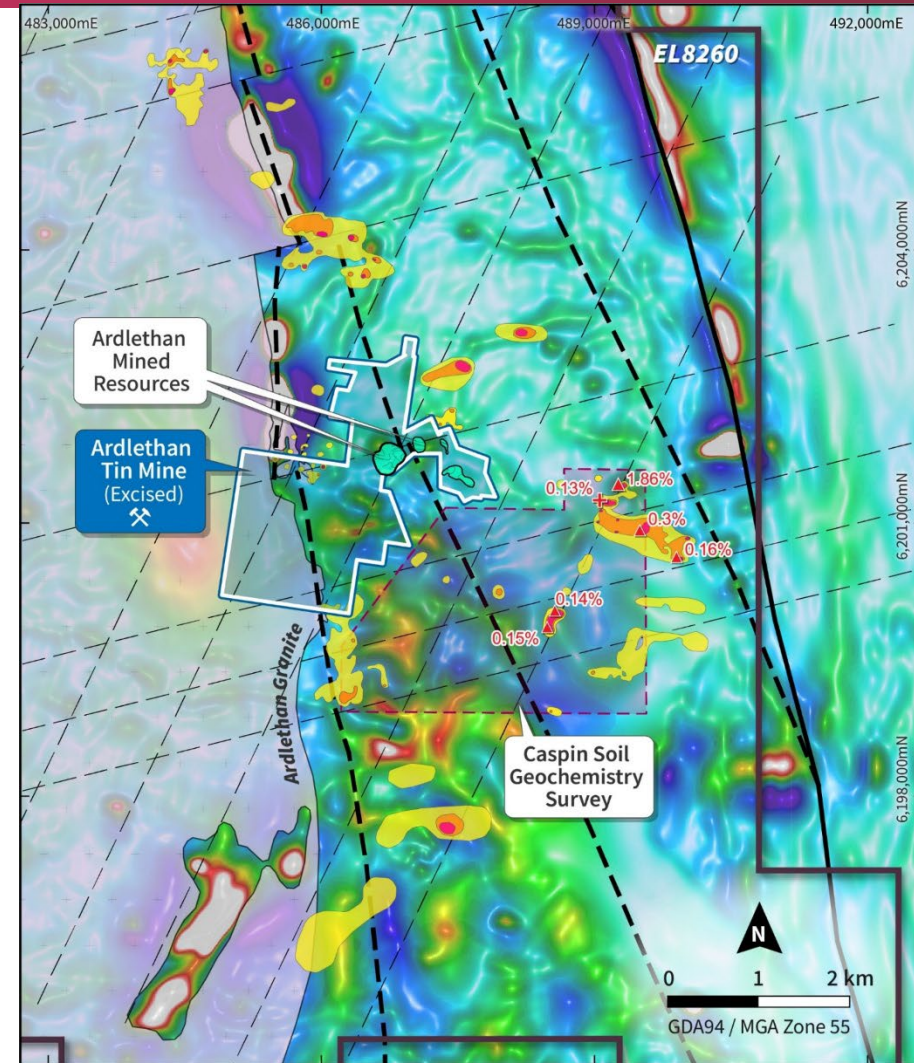 483,000mE
486,000mE
489,000mE
492,000mE
EL8260
6,204,000mN
Ardlethan
Mined
Resources
Ardlethan
Tin Mine
(Excised)
1.86%
0.13%
0.3%
6,201,000mN
0.16%
0.14%
0.15%
Ardlethan Granite
Caspin Soil
Geochemistry
Survey
6,198,000mN
N
0 1 2 km
GDA94 / MGA Zone 55